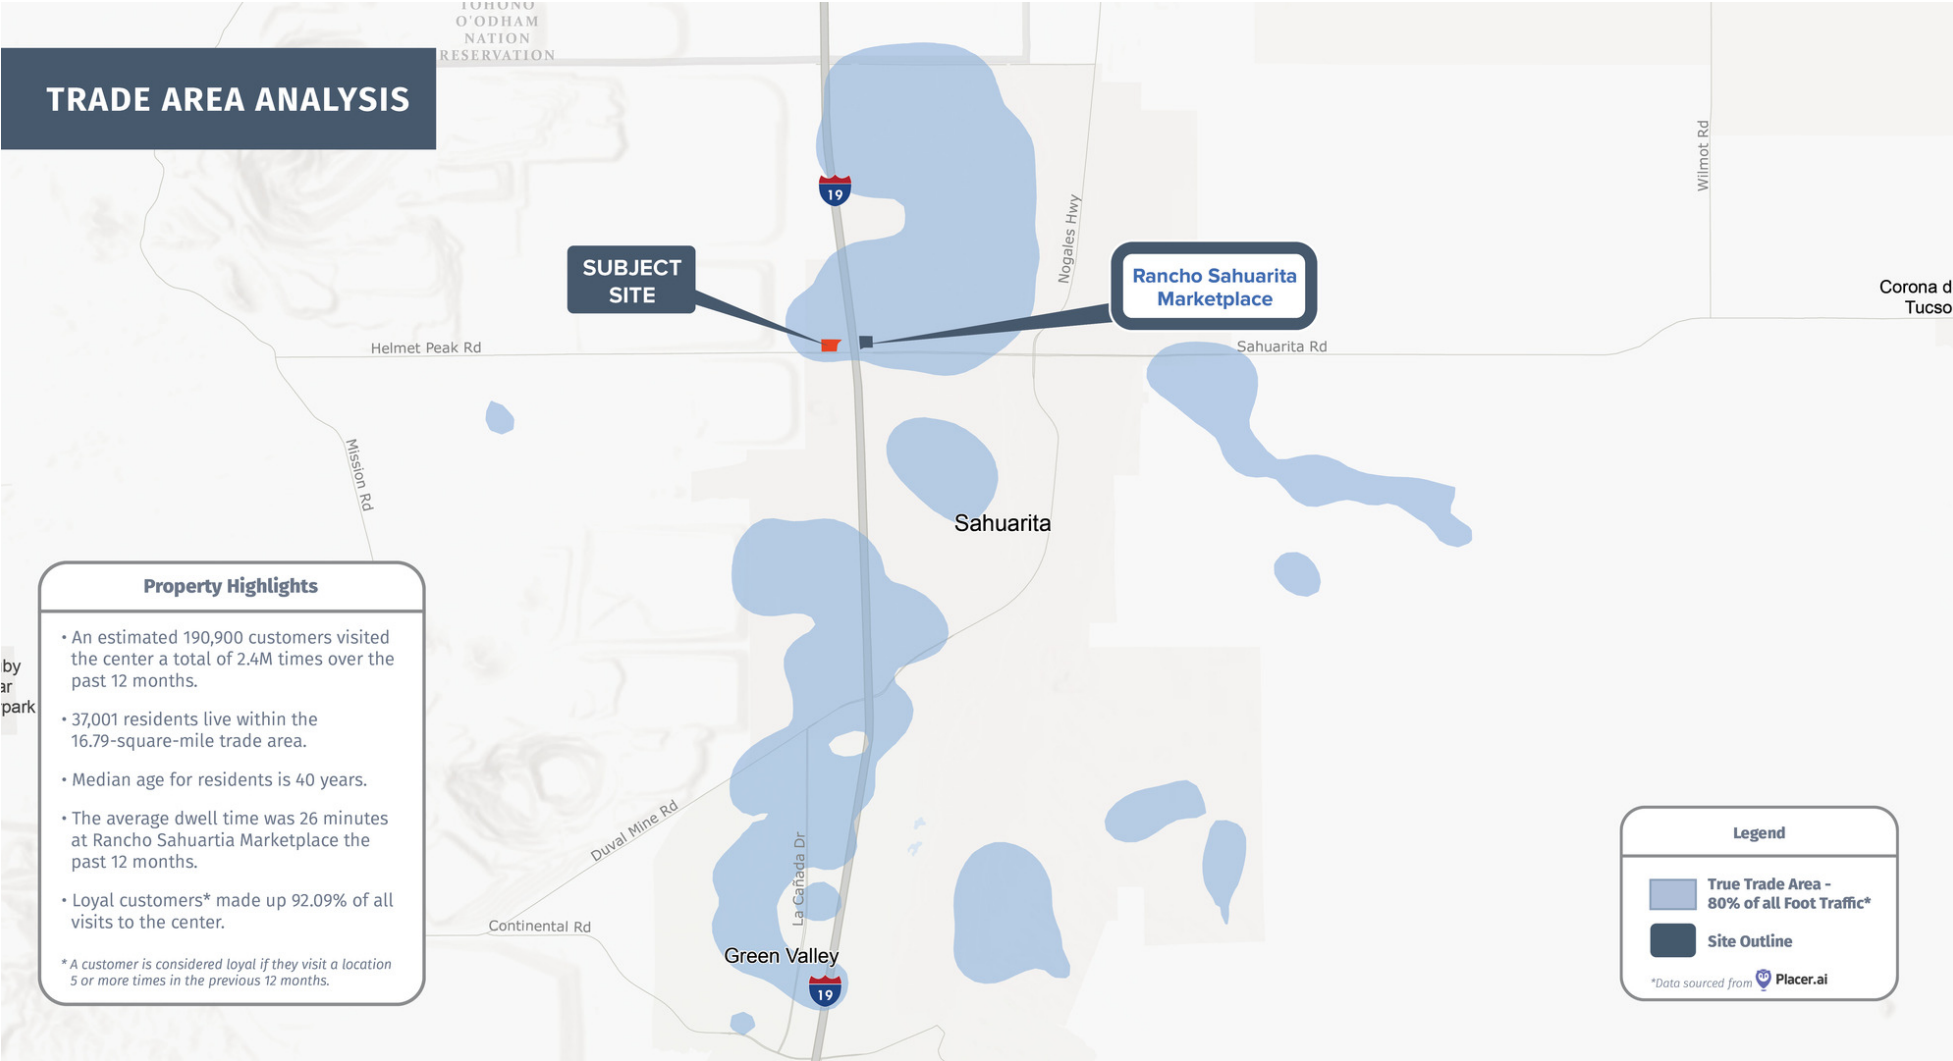 TOHONO
O'ODHAM
NATION
RESERVATION
TRADE AREA ANALYSIS
19
Wilmot Rd
Nogales Hwy
SUBJECT
SITE
Rancho Sahuarita
Marketplace
Corona d
Tucso
Helmet Peak Rd
Sahuarita Rd
Mission Rd
Sahuarita
Property Highlights
• An estimated 190,900 customers visited
the center a total of 2.4M times over the
past 12 months.
• 37,001 residents live within the
16.79-square-mile trade area.
• Median age for residents is 40 years.
• The average dwell time was 26 minutes
at Rancho Sahuartia Marketplace the
past 12 months.
• Loyal customers* made up 92.09% of all
visits to the center.
* A customer is considered loyal if they visit a location
5 or more times in the previous 12 months.
by
ar
park
Duval Mine Rd
La Cañada Dr
Continental Rd
Green Valley
19
Legend
True Trade Area -
80% of all Foot Traffic*
Site Outline
*Data sourced from Placer.ai